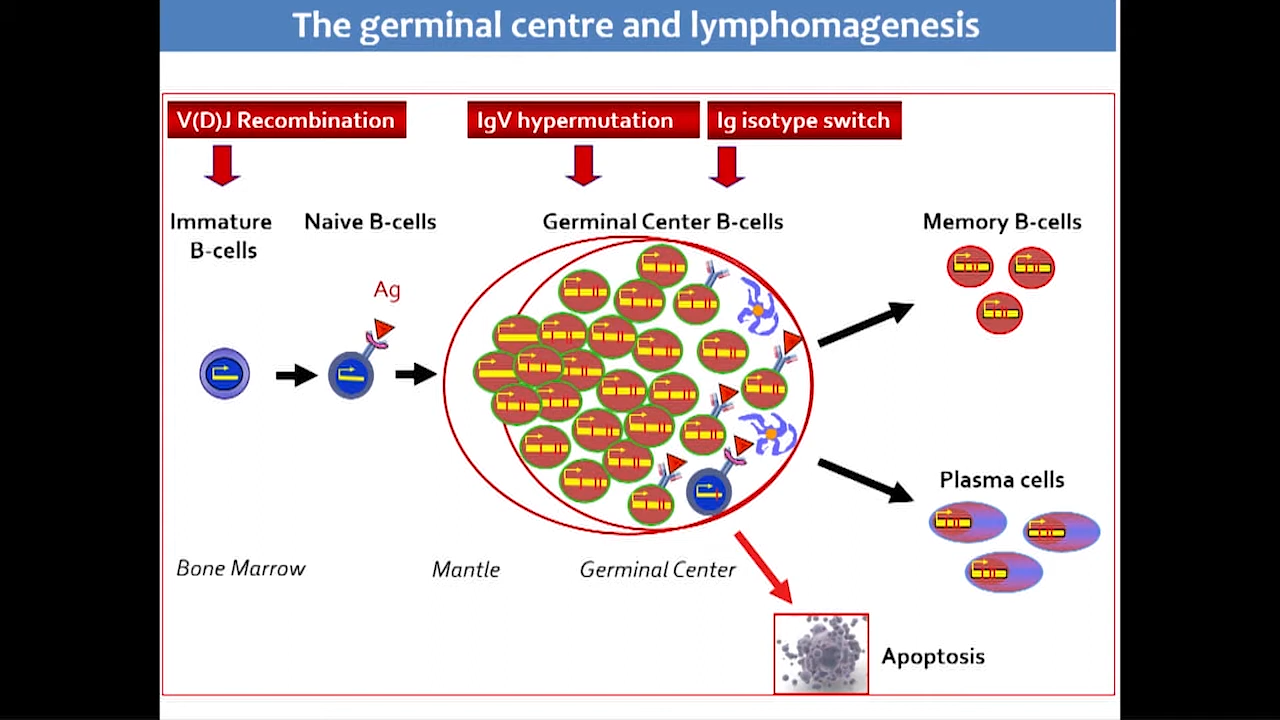 The germinal centre and lymphomagenesis
V(D)J Recombination
IgV hypermutation
Ig isotype switch
Immature
B-cells
Naive B-cells
Germinal Center B-cells
Memory B-cells
Ag
Plasma cells
Bone Marrow
Mantle
Germinal Center
Apoptosis